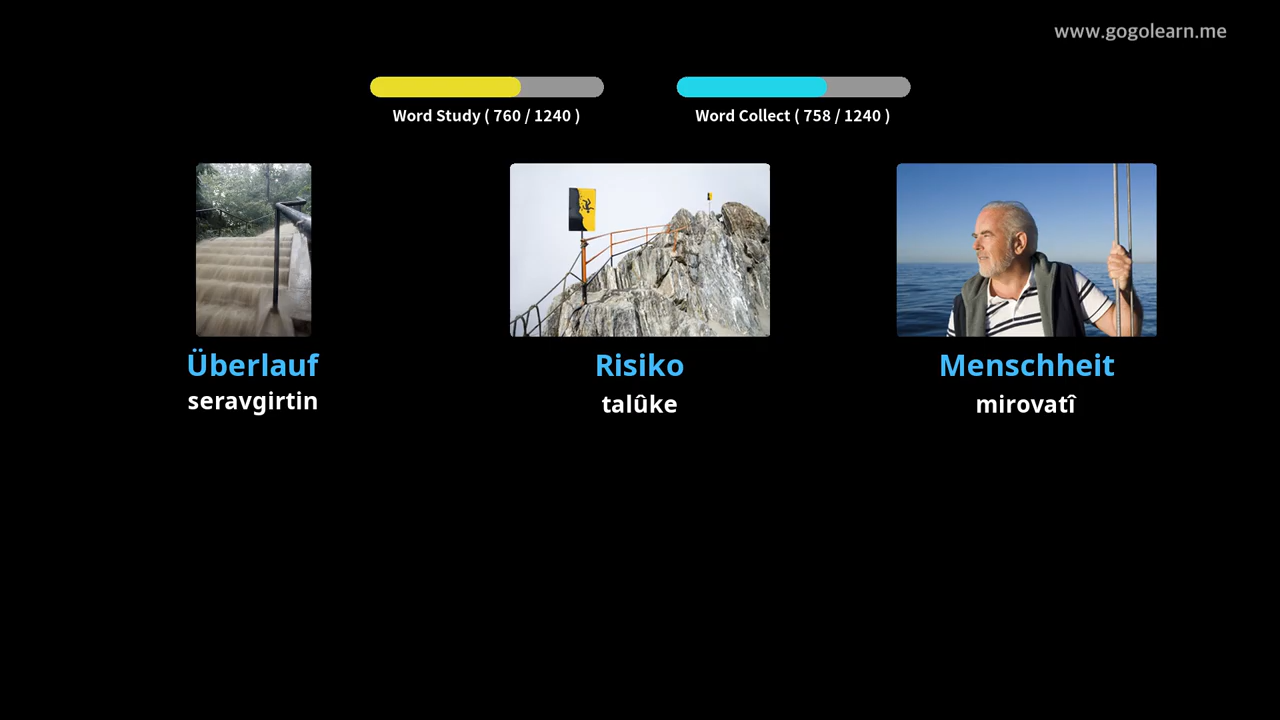 www.gogolearn.me
Word Study ( 760 / 1240 )
Word Collect ( 758 / 1240 )
Überlauf
seravgirtin
Risiko
talûke
Menschheit
mirovatî